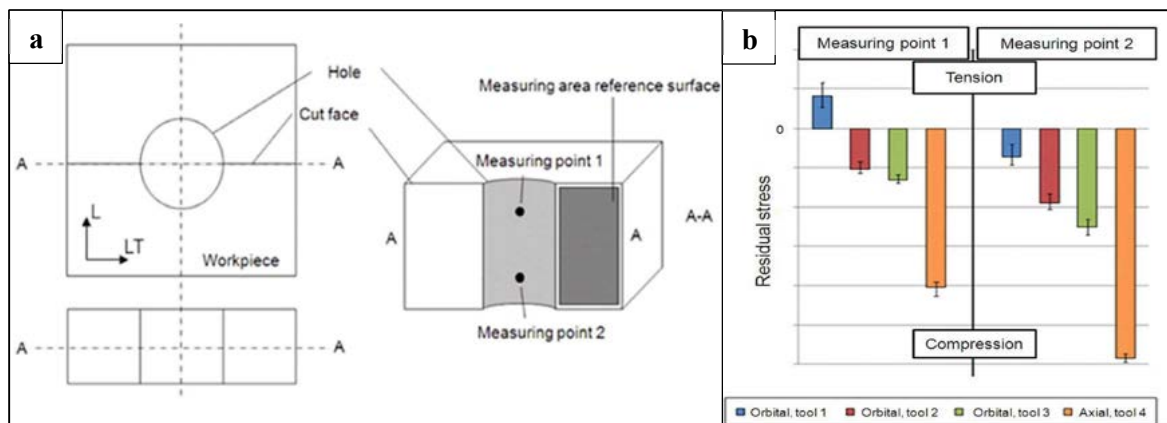 a
Hole
Cut face
A
A
L
LT
Workpiece
A
A
Measuring area reference surface
Measuring point 1
A
A
A-A
Measuring point 2
b
Measuring point 1
Measuring point 2
Tension
0
Residual stress
Compression
Orbital, tool 1
Orbital, tool 2
Orbital, tool 3
Axial, tool 4